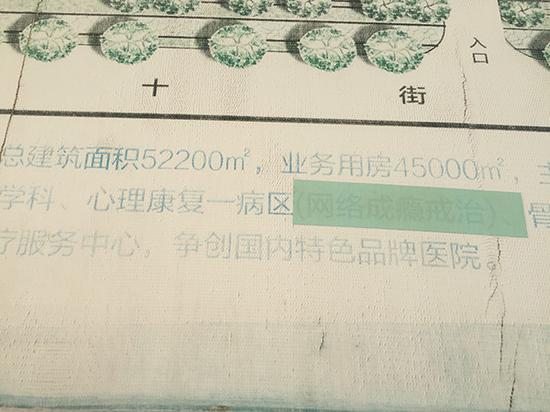 入口
十 街
总建筑面积52200㎡，业务用房45000㎡，主
学科、心理康复一病区(网络成瘾戒治)、骨
疗服务中心，争创国内特色品牌医院。